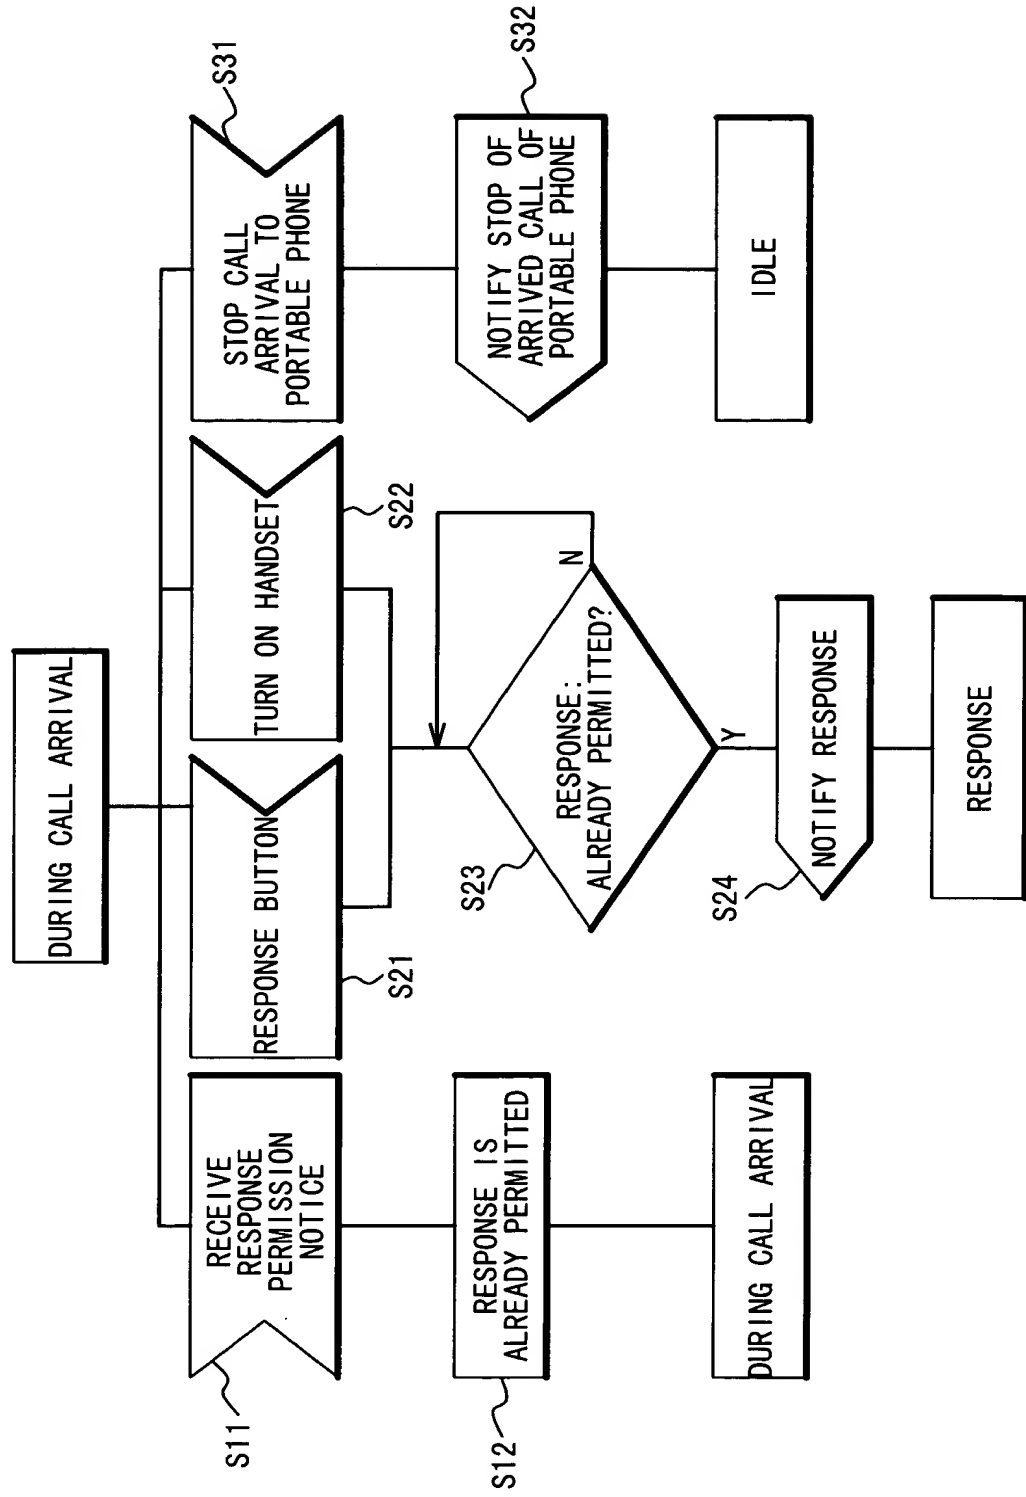 DURING CALL ARRIVAL
S11
RECEIVE
RESPONSE
PERMISSION
NOTICE
RESPONSE BUTTON
S21
TURN ON HANDSET
S22
STOP CALL
ARRIVAL TO
PORTABLE PHONE
S31
S12
RESPONSE IS
ALREADY PERMITTED
S23
RESPONSE:
ALREADY PERMITTED?
N
Y
NOTIFY STOP OF
ARRIVED CALL OF
PORTABLE PHONE
S32
DURING CALL ARRIVAL
S24
NOTIFY RESPONSE
IDLE
RESPONSE